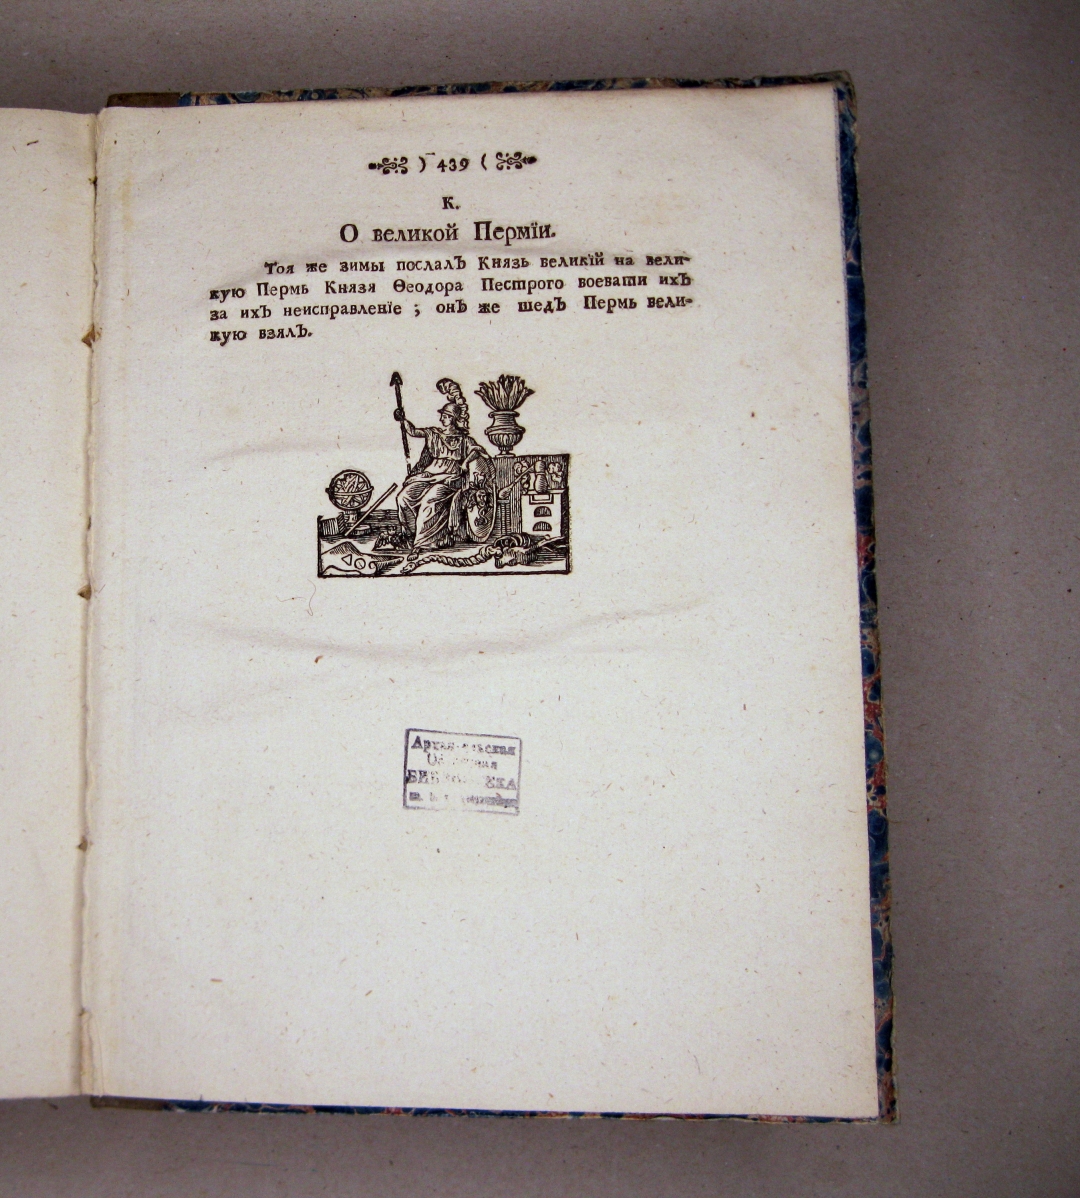 ) 439 (
К.
О великой Пермїи.
Тоя же зимы послалЪ Князь великїй на вели-
кую Пермь Князя Ѳеодора Пестрого воевати ихЪ
за ихЪ неисправленїе ; онЪ же шедЪ Пермь вели-
кую взялЪ.